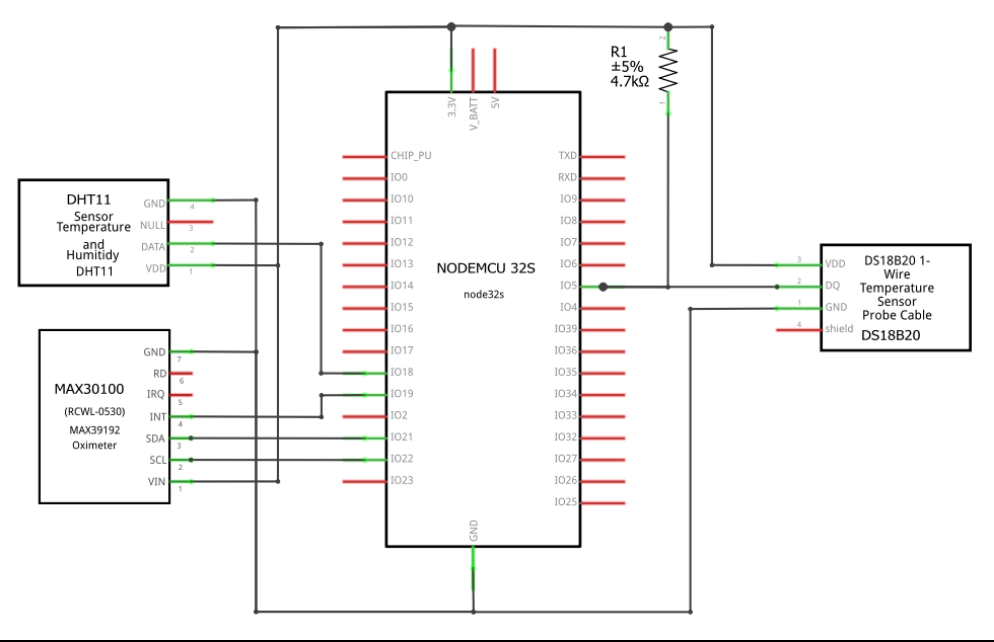 R1
±5%
4.7kΩ
2
1
3.3V
V_BATT
5V
DHT11
Sensor
Temperature
and
Humitidy
DHT11
GND
NULL
DATA
VDD
4
3
2
1
MAX30100
(RCWL-0530)
MAX39192
Oximeter
GND
RD
IRQ
INT
SDA
SCL
VIN
7
6
5
4
3
2
1
CHIP_PU
IO0
IO10
IO11
IO12
IO13
IO14
IO15
IO16
IO17
IO18
IO19
IO2
IO21
IO22
IO23
NODEMCU 32S
node32s
TXD
RXD
IO9
IO8
IO7
IO6
IO5
IO4
IO39
IO36
IO35
IO34
IO33
IO32
IO27
IO26
IO25
GND
3
2
1
4
VDD
DQ
GND
shield
DS18B20 1-
Wire
Temperature
Sensor
Probe Cable
DS18B20